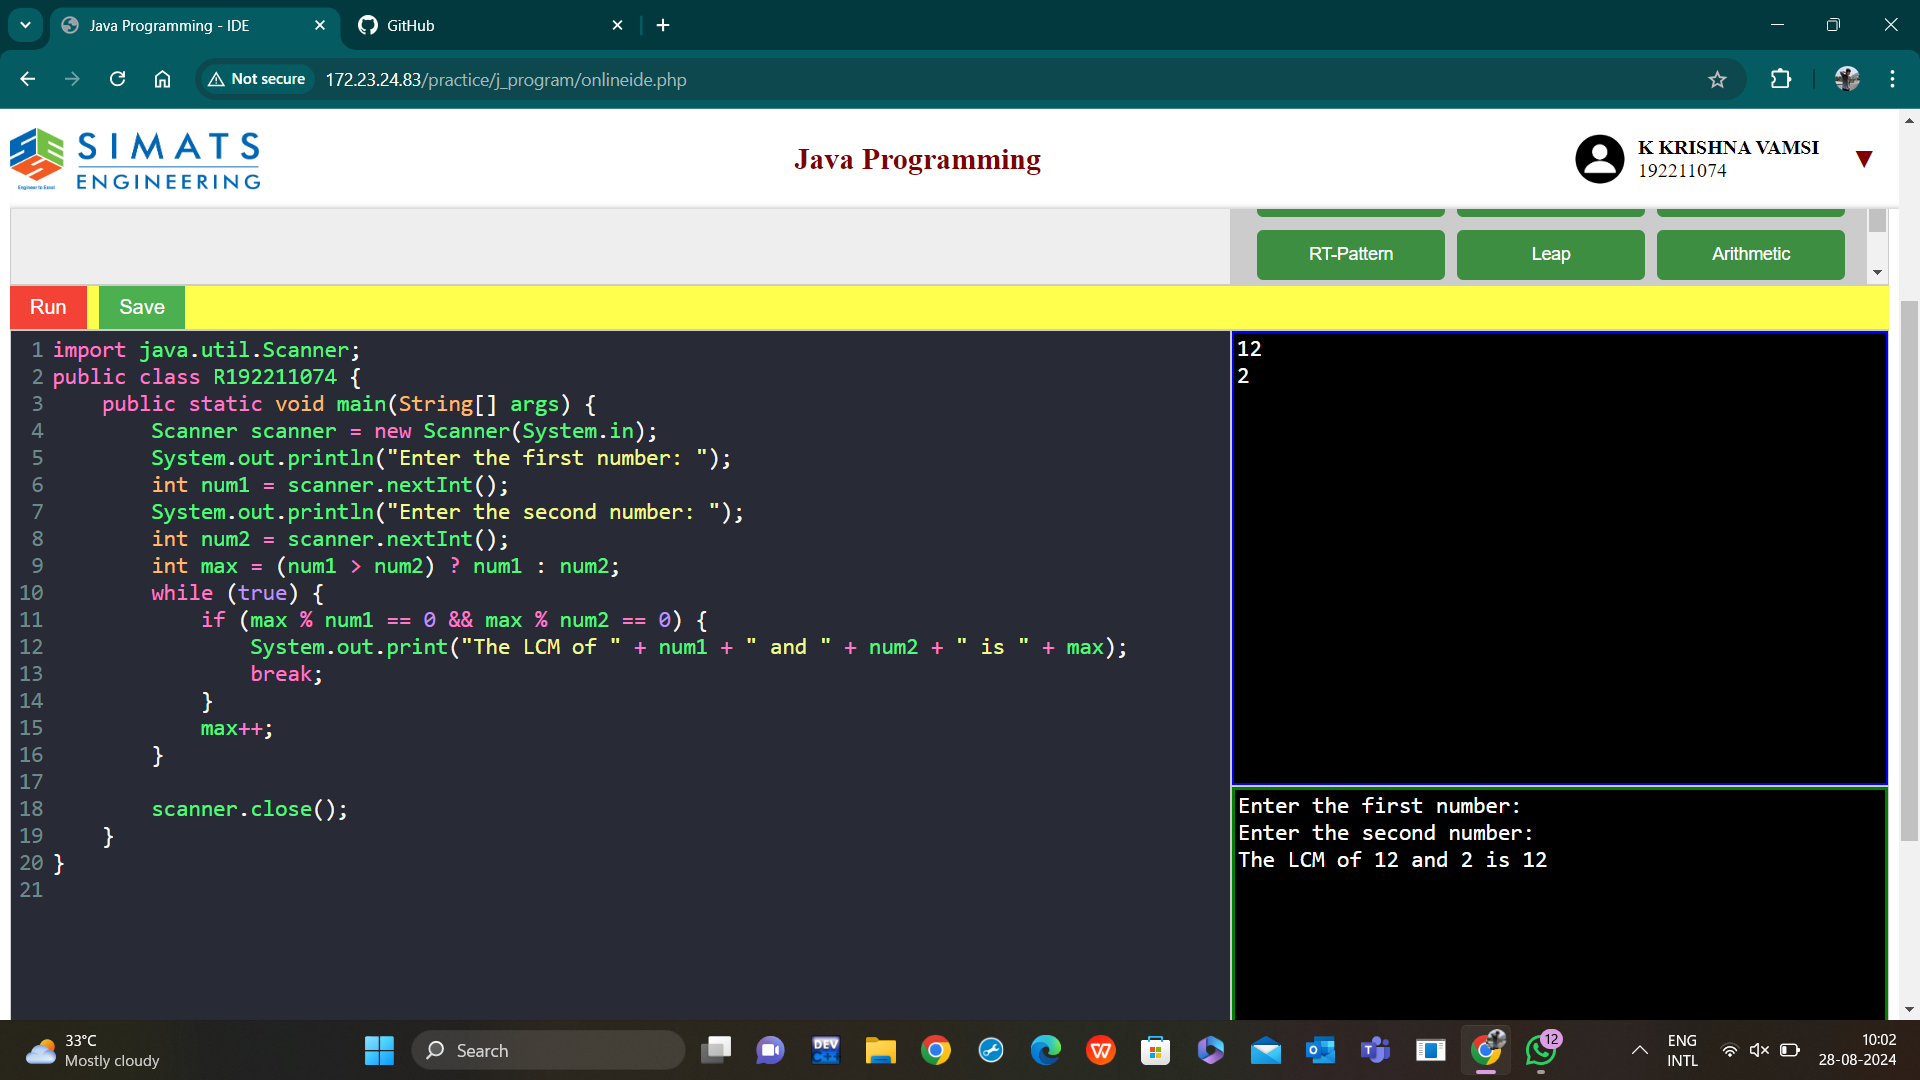 Java Programming - IDE
GitHub
Not secure
172.23.24.83/practice/j_program/onlineide.php
SIMATS
ENGINEERING
Engineer to Excel
Java Programming
K KRISHNA VAMSI
192211074
RT-Pattern
Leap
Arithmetic
Run
Save
1 import java.util.Scanner;
2 public class R192211074 {
3     public static void main(String[] args) {
4         Scanner scanner = new Scanner(System.in);
5         System.out.println("Enter the first number: ");
6         int num1 = scanner.nextInt();
7         System.out.println("Enter the second number: ");
8         int num2 = scanner.nextInt();
9         int max = (num1 > num2) ? num1 : num2;
10         while (true) {
11             if (max % num1 == 0 && max % num2 == 0) {
12                 System.out.print("The LCM of " + num1 + " and " + num2 + " is " + max);
13                 break;
14             }
15             max++;
16         }
17
18         scanner.close();
19     }
20 }
21
12
2
Enter the first number:
Enter the second number:
The LCM of 12 and 2 is 12
33°C
Mostly cloudy
Search
DEV
C++
12
ENG
INTL
10:02
28-08-2024